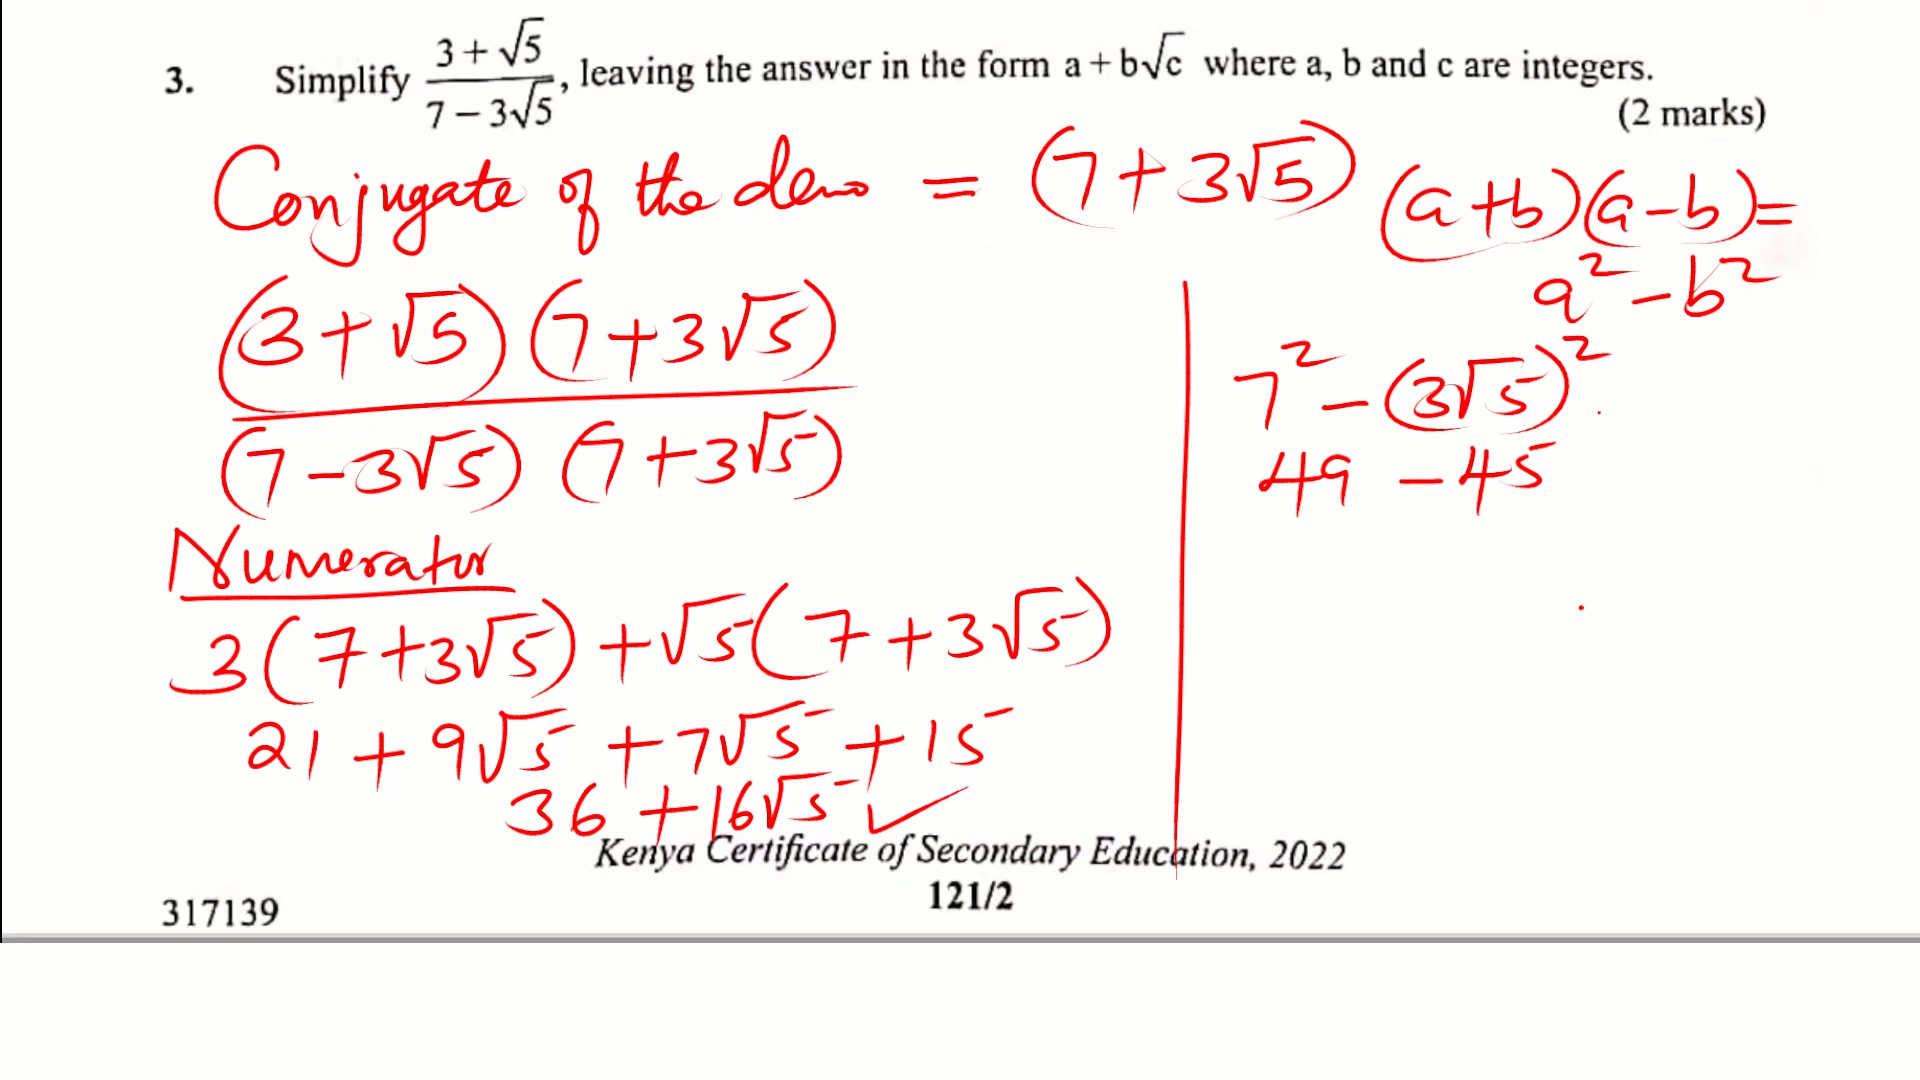 3. Simplify (3 + √5)/(7 − 3√5), leaving the answer in the form a + b√c where a, b and c are integers.
(2 marks)
Conjugate of the deno = (7 + 3√5)
(a + b)(a − b) =
a² − b²
(3 + √5) (7 + 3√5)
(7 − 3√5) (7 + 3√5)
Numerator
3(7 + 3√5) + √5(7 + 3√5)
21 + 9√5 + 7√5 + 15
36 + 16√5 ✓
7² − (3√5)²
49 − 45
Kenya Certificate of Secondary Education, 2022
121/2
317139